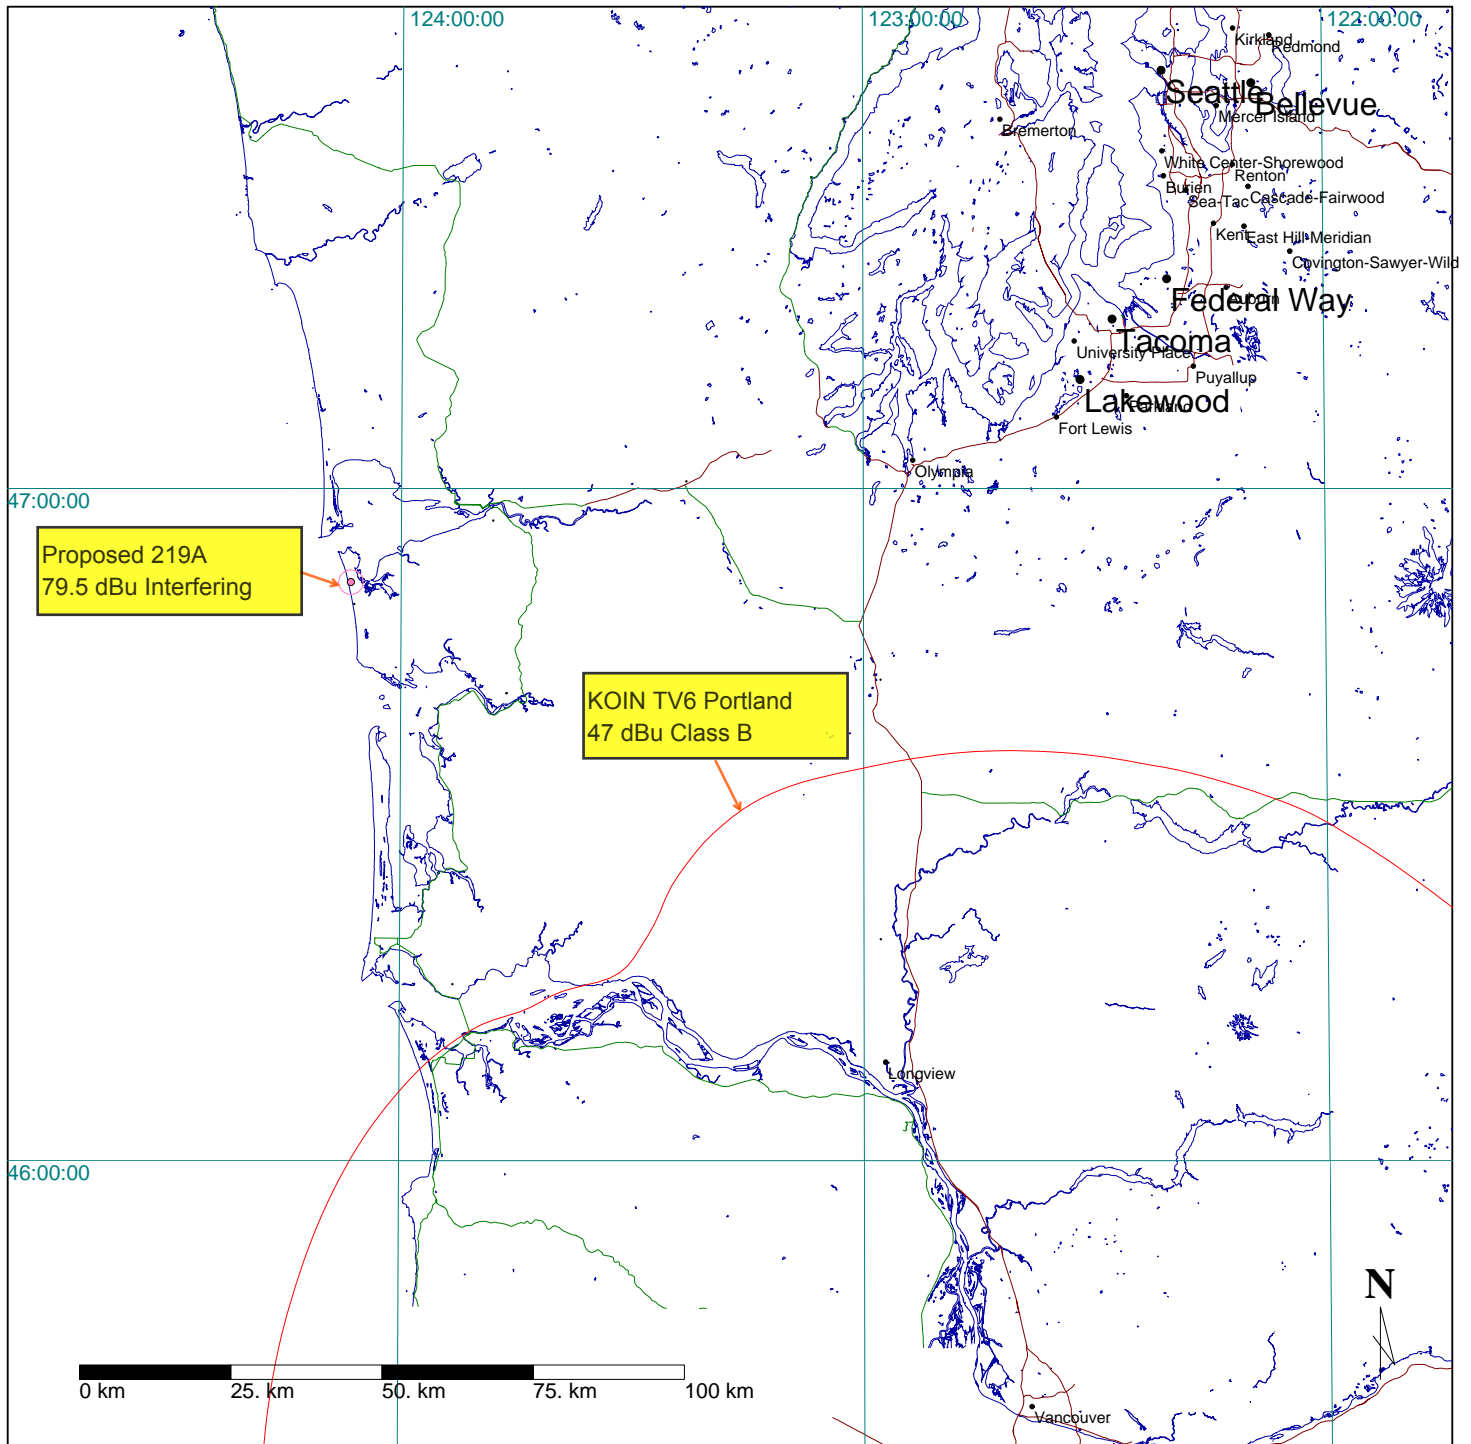 124:00:00
123:00:00
122:00:00
Kirkland
Redmond
Seattle
Bellevue
Mercer Island
Bremerton
White Center-Shorewood
Renton
Burien
Cascade-Fairwood
Sea-Tac
Kent
East Hill-Meridian
Covington-Sawyer-Wild
Auburn
Federal Way
Tacoma
University Place
Puyallup
Lakewood
Parkland
Fort Lewis
Olympia
47:00:00
Proposed 219A
79.5 dBu Interfering
KOIN TV6 Portland
47 dBu Class B
Longview
46:00:00
N
0 km
25. km
50. km
75. km
100 km
Vancouver